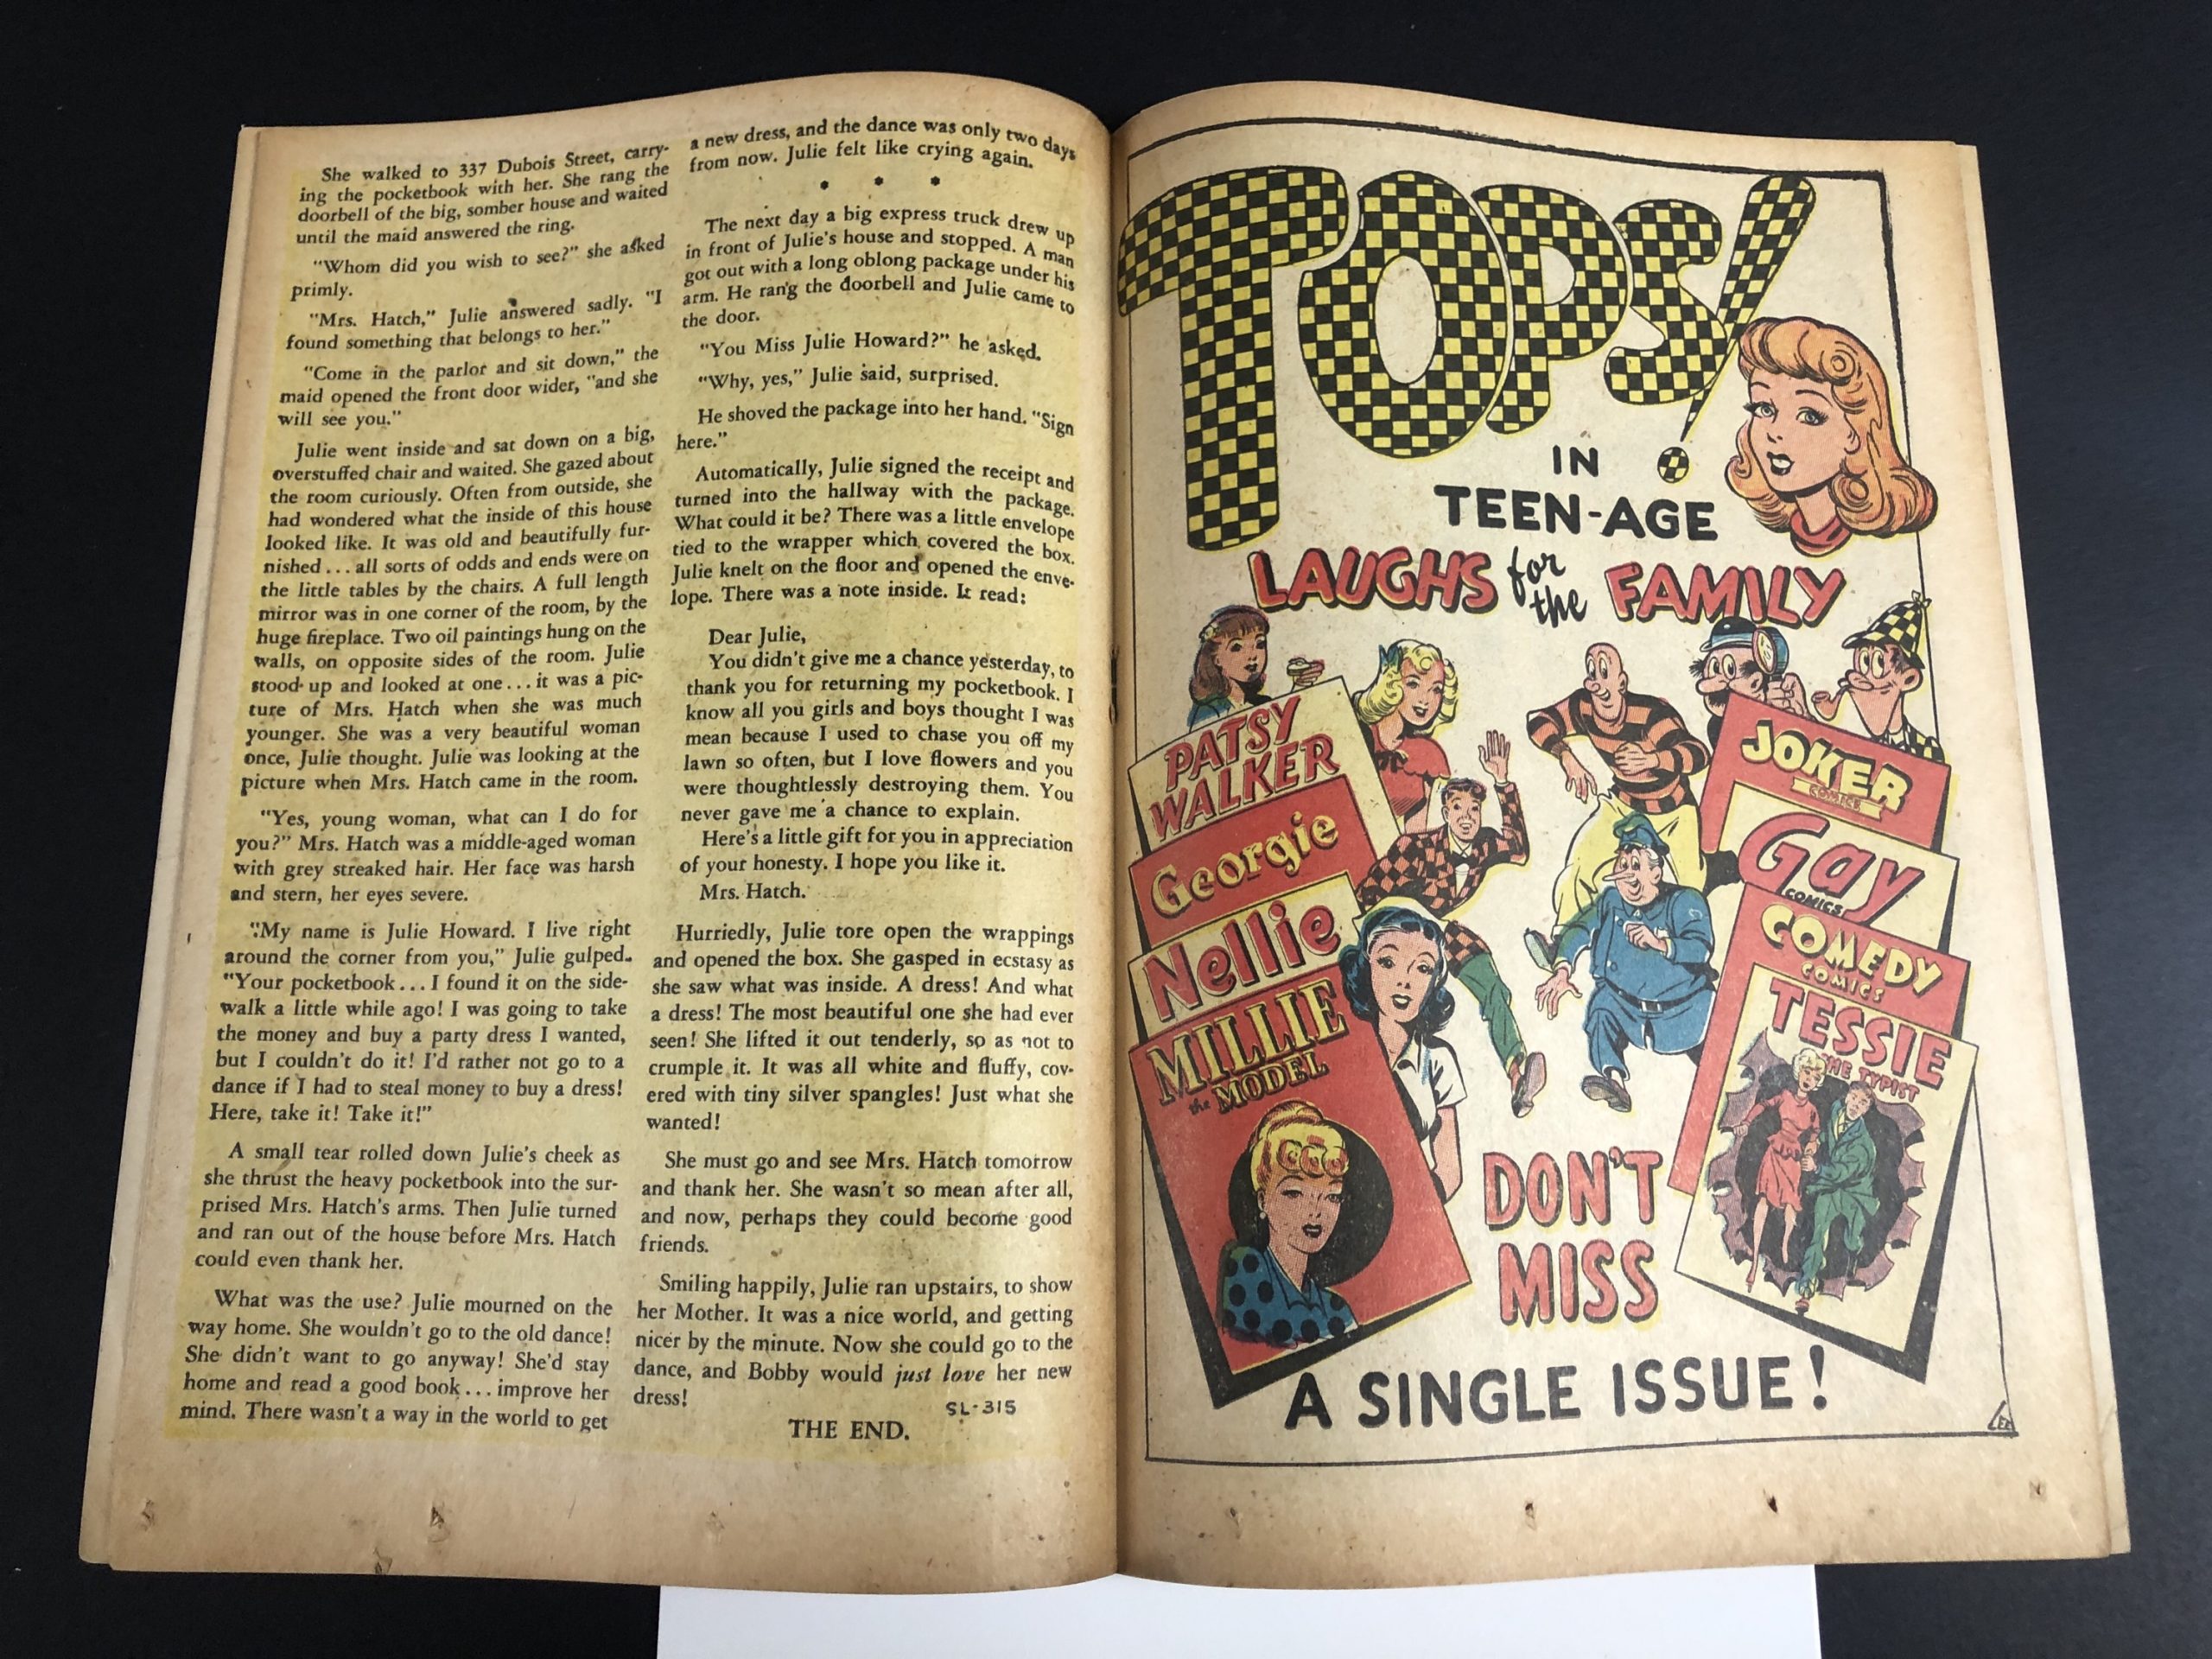 She walked to 337 Dubois Street, carry-
ing the pocketbook with her. She rang the
doorbell of the big, somber house and waited
until the maid answered the ring.
"Whom did you wish to see?" she asked
primly.
"Mrs. Hatch," Julie answered sadly. "I
found something that belongs to her."
"Come in the parlor and sit down," the
maid opened the front door wider, "and she
will see you."
Julie went inside and sat down on a big,
overstuffed chair and waited. She gazed about
the room curiously. Often from outside, she
had wondered what the inside of this house
looked like. It was old and beautifully fur-
nished...all sorts of odds and ends were on
the little tables by the chairs. A full length
mirror was in one corner of the room, by the
huge fireplace. Two oil paintings hung on the
walls, on opposite sides of the room. Julie
stood up and looked at one...it was a pic-
ture of Mrs. Hatch when she was much
younger. She was a very beautiful woman
once, Julie thought. Julie was looking at the
picture when Mrs. Hatch came in the room.
"Yes, young woman, what can I do for
you?" Mrs. Hatch was a middle-aged woman
with grey streaked hair. Her face was harsh
and stern, her eyes severe.
"My name is Julie Howard. I live right
around the corner from you," Julie gulped.
"Your pocketbook...I found it on the side-
walk a little while ago! I was going to take
the money and buy a party dress I wanted,
but I couldn't do it! I'd rather not go to a
dance if I had to steal money to buy a dress!
Here, take it! Take it!"
A small tear rolled down Julie's cheek as
she thrust the heavy pocketbook into the sur-
prised Mrs. Hatch's arms. Then Julie turned
and ran out of the house before Mrs. Hatch
could even thank her.
What was the use? Julie mourned on the
way home. She wouldn't go to the old dance!
She didn't want to go anyway! She'd stay
home and read a good book...improve her
mind. There wasn't a way in the world to get
a new dress, and the dance was only two days
from now. Julie felt like crying again.
* * *
The next day a big express truck drew up
in front of Julie's house and stopped. A man
got out with a long oblong package under his
arm. He rang the doorbell and Julie came to
the door.
"You Miss Julie Howard?" he asked.
"Why, yes," Julie said, surprised.
He shoved the package into her hand. "Sign
here."
Automatically, Julie signed the receipt and
turned into the hallway with the package.
What could it be? There was a little envelope
tied to the wrapper which covered the box.
Julie knelt on the floor and opened the enve-
lope. There was a note inside. It read:
Dear Julie,
You didn't give me a chance yesterday, to
thank you for returning my pocketbook. I
know all you girls and boys thought I was
mean because I used to chase you off my
lawn so often, but I love flowers and you
were thoughtlessly destroying them. You
never gave me a chance to explain.
Here's a little gift for you in appreciation
of your honesty. I hope you like it.
Mrs. Hatch.
Hurriedly, Julie tore open the wrappings
and opened the box. She gasped in ecstasy as
she saw what was inside. A dress! And what
a dress! The most beautiful one she had ever
seen! She lifted it out tenderly, so as not to
crumple it. It was all white and fluffy, cov-
ered with tiny silver spangles! Just what she
wanted!
She must go and see Mrs. Hatch tomorrow
and thank her. She wasn't so mean after all,
and now, perhaps they could become good
friends.
Smiling happily, Julie ran upstairs, to show
her Mother. It was a nice world, and getting
nicer by the minute. Now she could go to the
dance, and Bobby would just love her new
dress!
SL-315
THE END.
TOPS!
IN
TEEN-AGE
LAUGHS for the FAMILY
PATSY
WALKER
Georgie
Nellie
MILLIE
the MODEL
JOKER
COMICS
Gay
COMICS
COMEDY
COMICS
TESSIE
THE TYPIST
DON'T
MISS
A SINGLE ISSUE!
LEE